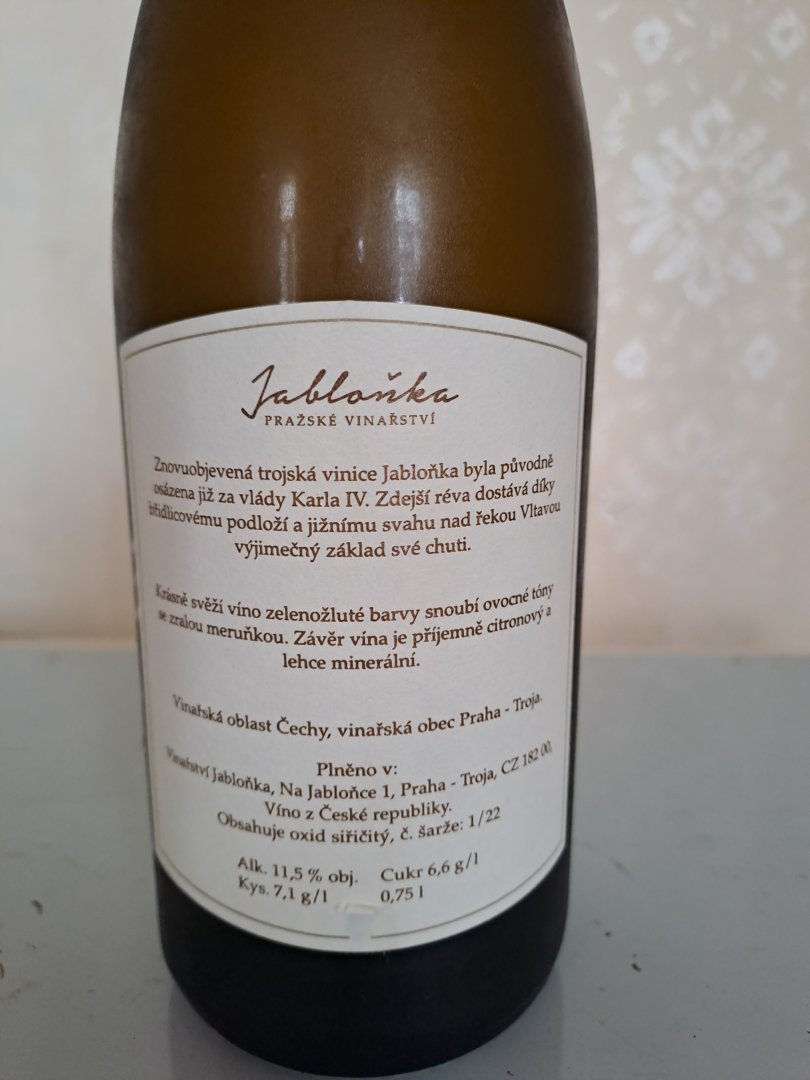 Jabloňka
PRAŽSKÉ VINAŘSTVÍ
Znovuobjevená trojská vinice Jabloňka byla původně
osázena již za vlády Karla IV. Zdejší réva dostává díky
břidlicovému podloží a jižnímu svahu nad řekou Vltavou
výjimečný základ své chuti.
Krásně svěží víno zelenožluté barvy snoubí ovocné tóny
se zralou meruňkou. Závěr vína je příjemně citronový a
lehce minerální.
Vinařská oblast Čechy, vinařská obec Praha - Troja.
Plněno v:
Vinařství Jabloňka, Na Jabloňce 1, Praha - Troja, CZ 182 00,
Víno z České republiky.
Obsahuje oxid siřičitý, č. šarže: 1/22
Alk. 11,5 % obj. Cukr 6,6 g/l
Kys. 7,1 g/l 0,75 l